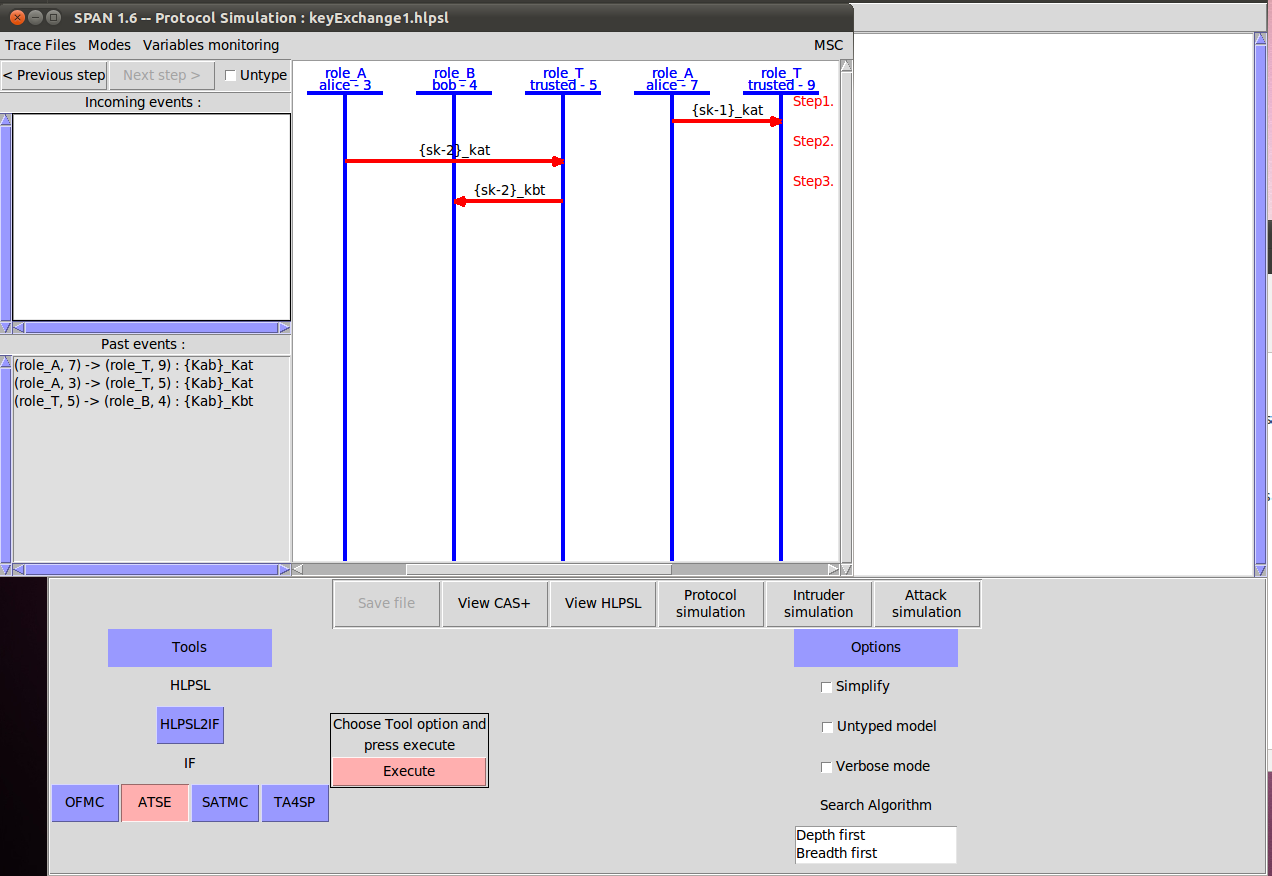 SPAN 1.6 -- Protocol Simulation : keyExchange1.hlpsl
Trace Files Modes Variables monitoring MSC
< Previous step Next step > Untype
Incoming events :
Past events :
(role_A, 7) -> (role_T, 9) : {Kab}_Kat
(role_A, 3) -> (role_T, 5) : {Kab}_Kat
(role_T, 5) -> (role_B, 4) : {Kab}_Kbt
role_A role_B role_T role_A role_T
alice - 3 bob - 4 trusted - 5 alice - 7 trusted - 9
Step1.
{sk-1}_kat
Step2.
{sk-2}_kat
Step3.
{sk-2}_kbt
Save file View CAS+ View HLPSL Protocol simulation Intruder simulation Attack simulation
Tools
HLPSL
HLPSL2IF
IF
OFMC ATSE SATMC TA4SP
Choose Tool option and
press execute
Execute
Options
Simplify
Untyped model
Verbose mode
Search Algorithm
Depth first
Breadth first